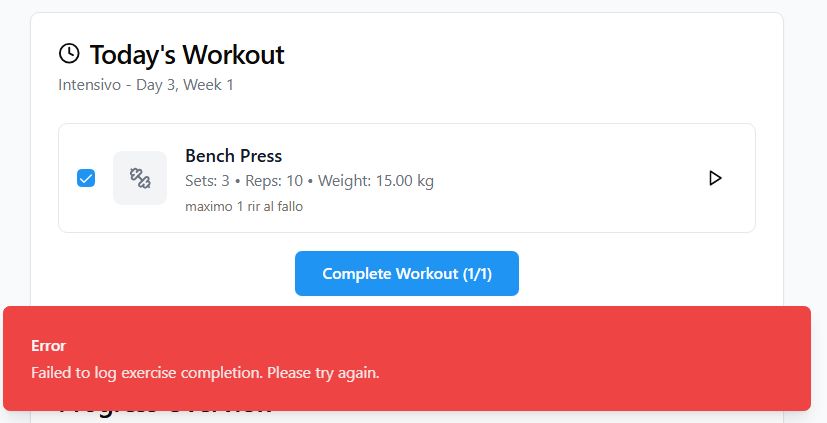 Today's Workout
Intensivo - Day 3, Week 1
Bench Press
Sets: 3 • Reps: 10 • Weight: 15.00 kg
maximo 1 rir al fallo
Complete Workout (1/1)
Error
Failed to log exercise completion. Please try again.